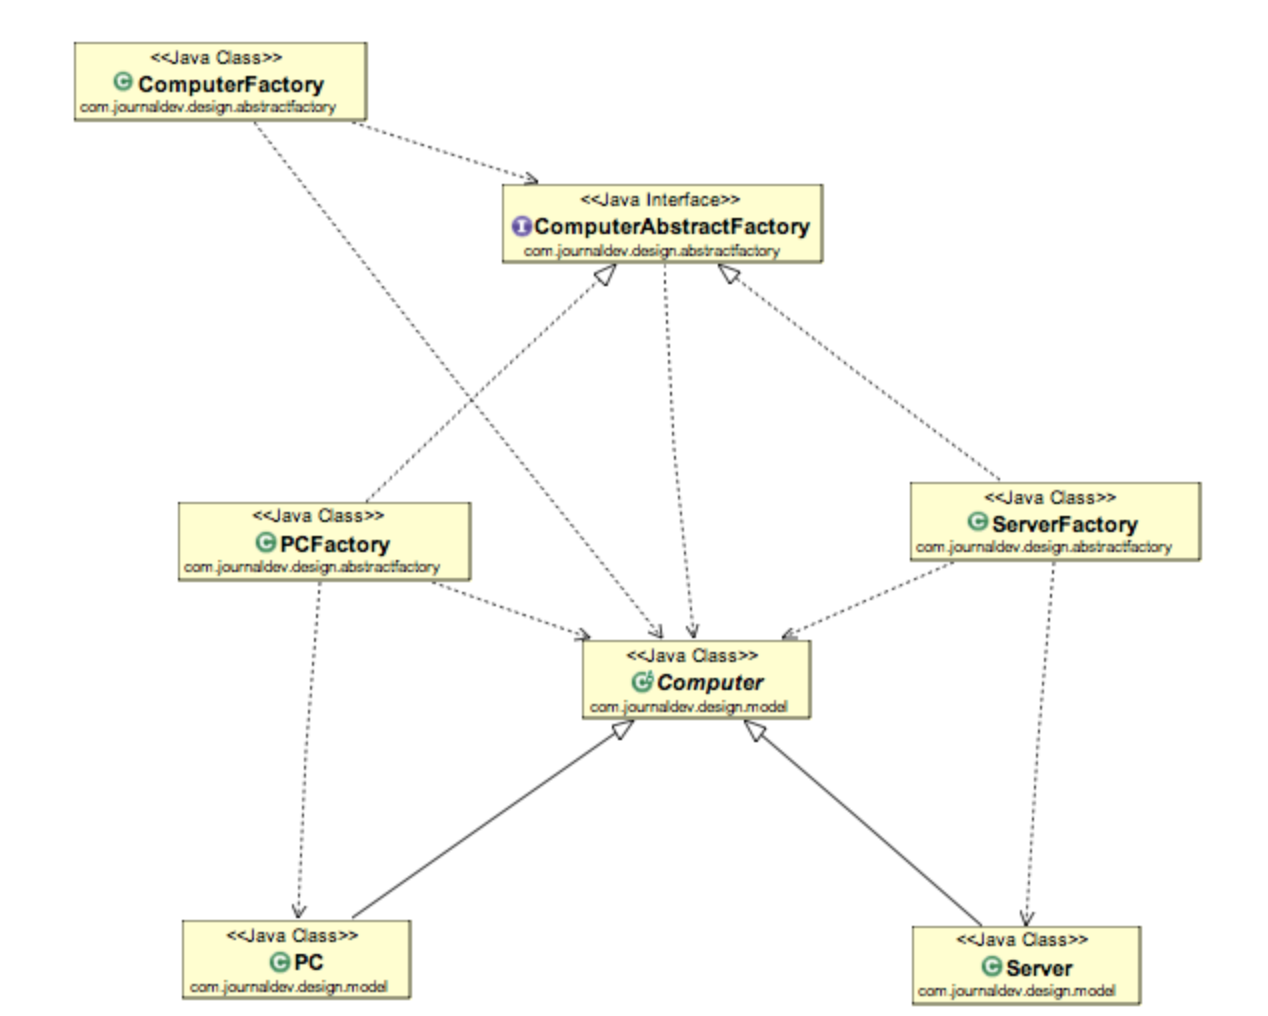 <<Java Class>>
ComputerFactory
com.journaldev.design.abstractfactory
<<Java Interface>>
ComputerAbstractFactory
com.journaldev.design.abstractfactory
<<Java Class>>
PCFactory
com.journaldev.design.abstractfactory
<<Java Class>>
ServerFactory
com.journaldev.design.abstractfactory
<<Java Class>>
Computer
com.journaldev.design.model
<<Java Class>>
PC
com.journaldev.design.model
<<Java Class>>
Server
com.journaldev.design.model